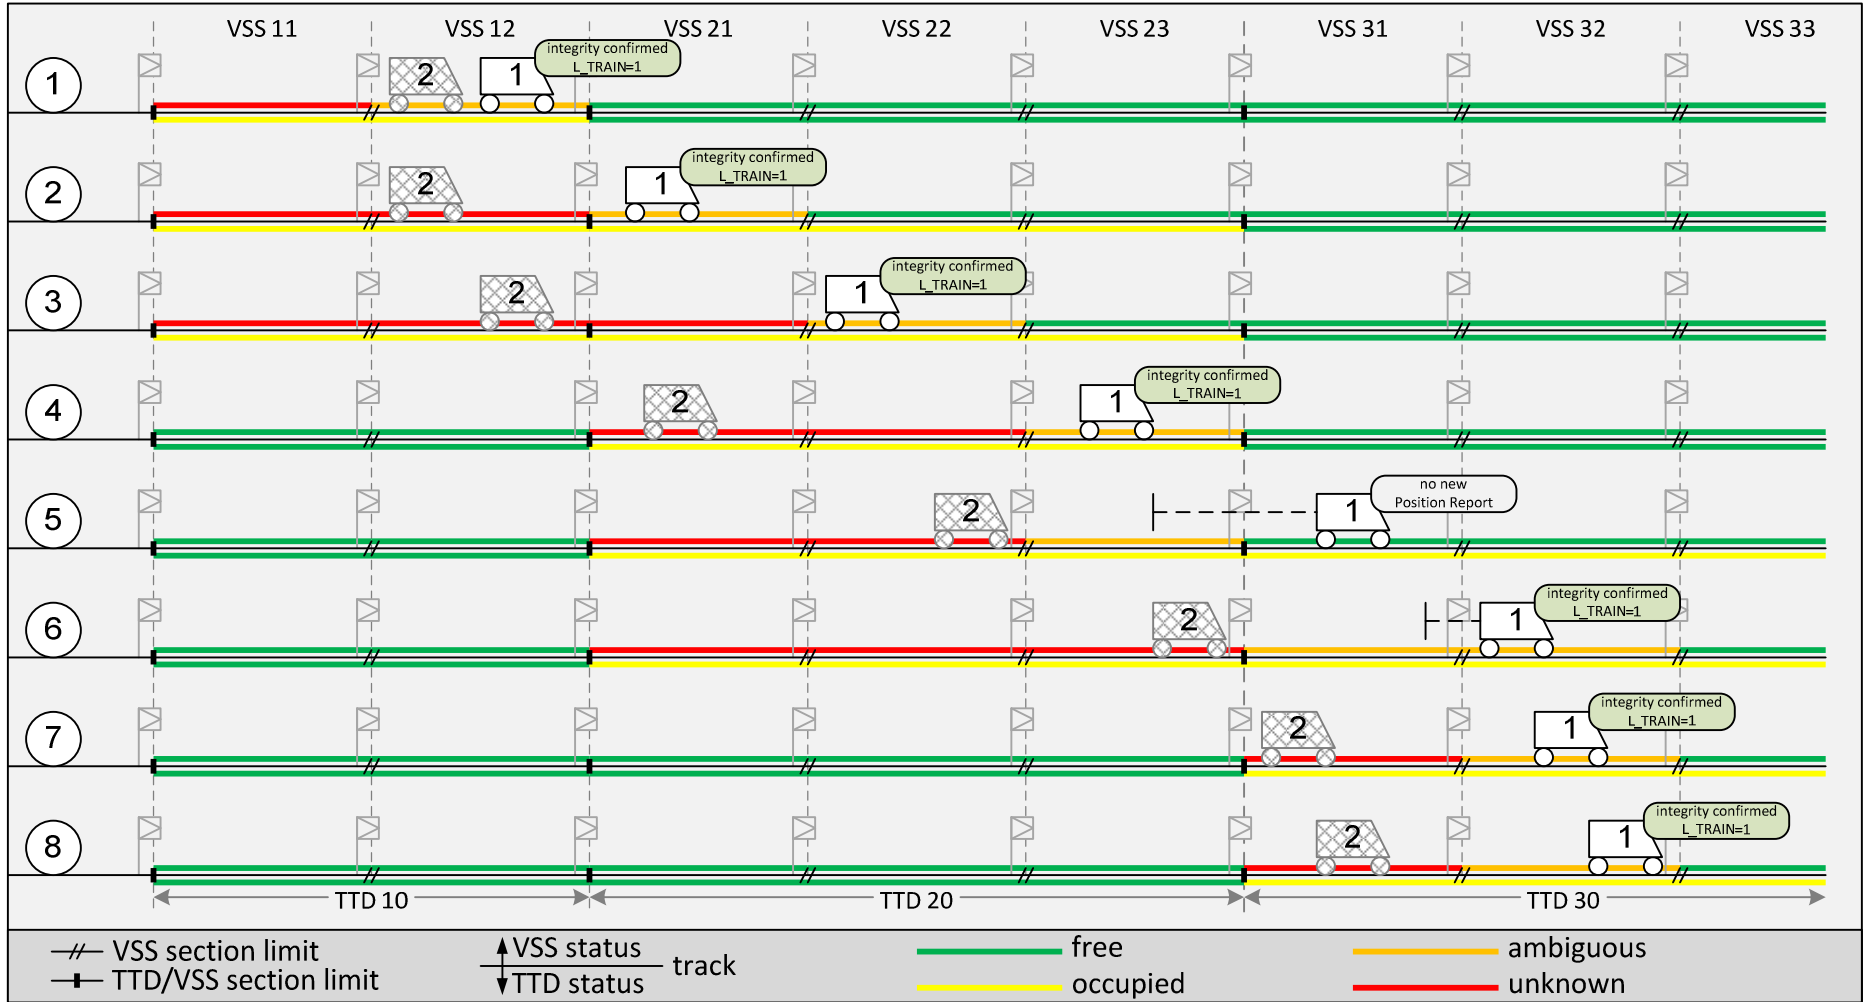 VSS 11 VSS 12 VSS 21 VSS 22 VSS 23 VSS 31 VSS 32 VSS 33
1
2
1
integrity confirmed
L_TRAIN=1
2
2
1
integrity confirmed
L_TRAIN=1
3
2
1
integrity confirmed
L_TRAIN=1
4
2
1
integrity confirmed
L_TRAIN=1
5
2
1
no new
Position Report
6
2
1
integrity confirmed
L_TRAIN=1
7
2
1
integrity confirmed
L_TRAIN=1
8
2
1
integrity confirmed
L_TRAIN=1
TTD 10 TTD 20 TTD 30
VSS section limit
TTD/VSS section limit
VSS status
TTD status
track
free
occupied
ambiguous
unknown